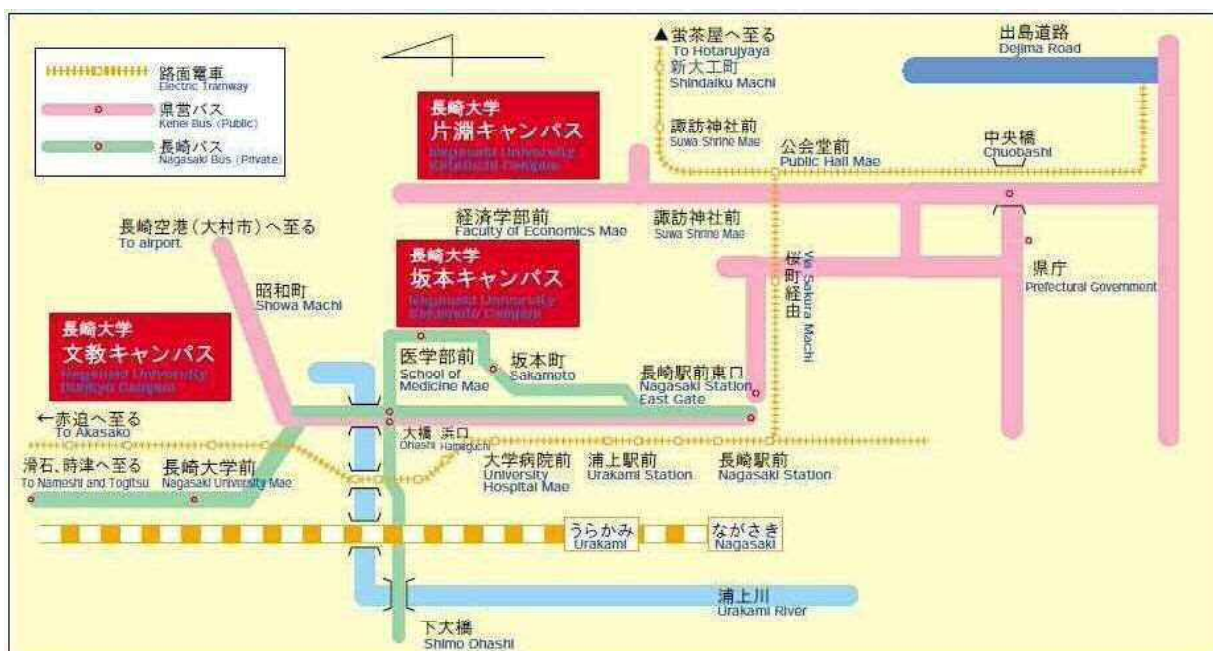 路面電車
Electric Tramway
県営バス
Kenei Bus (Public)
長崎バス
Nagasaki Bus (Private)
▲蛍茶屋へ至る
To Hotarujyaya
新大工町
Shindaiku Machi
諏訪神社前
Suwa Shrine Mae
公会堂前
Public Hall Mae
出島道路
Dejima Road
中央橋
Chuobashi
長崎大学
片淵キャンパス
Nagasaki University
Katafuchi Campus
経済学部前
Faculty of Economics Mae
諏訪神社前
Suwa Shrine Mae
県庁
Prefectural Government
桜町経由
Via Sakura Machi
長崎空港(大村市)へ至る
To airport
昭和町
Showa Machi
長崎大学
坂本キャンパス
Nagasaki University
Sakamoto Campus
長崎大学
文教キャンパス
Nagasaki University
Bunkyo Campus
医学部前
School of
Medicine Mae
坂本町
Sakamoto
長崎駅前東口
Nagasaki Station
East Gate
←赤迫へ至る
To Akasako
大橋
Ohashi
浜口
Hamaguchi
滑石、時津へ至る
To Nameshi and Togitsu
長崎大学前
Nagasaki University Mae
大学病院前
University
Hospital Mae
浦上駅前
Urakami Station
長崎駅前
Nagasaki Station
うらかみ
Urakami
ながさき
Nagasaki
浦上川
Urakami River
下大橋
Shimo Ohashi